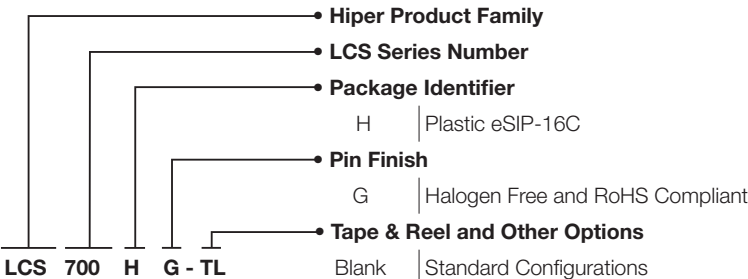 • Hiper Product Family
• LCS Series Number
• Package Identifier
H Plastic eSIP-16C
• Pin Finish
G Halogen Free and RoHS Compliant
• Tape & Reel and Other Options
LCS 700 H G - TL Blank Standard Configurations